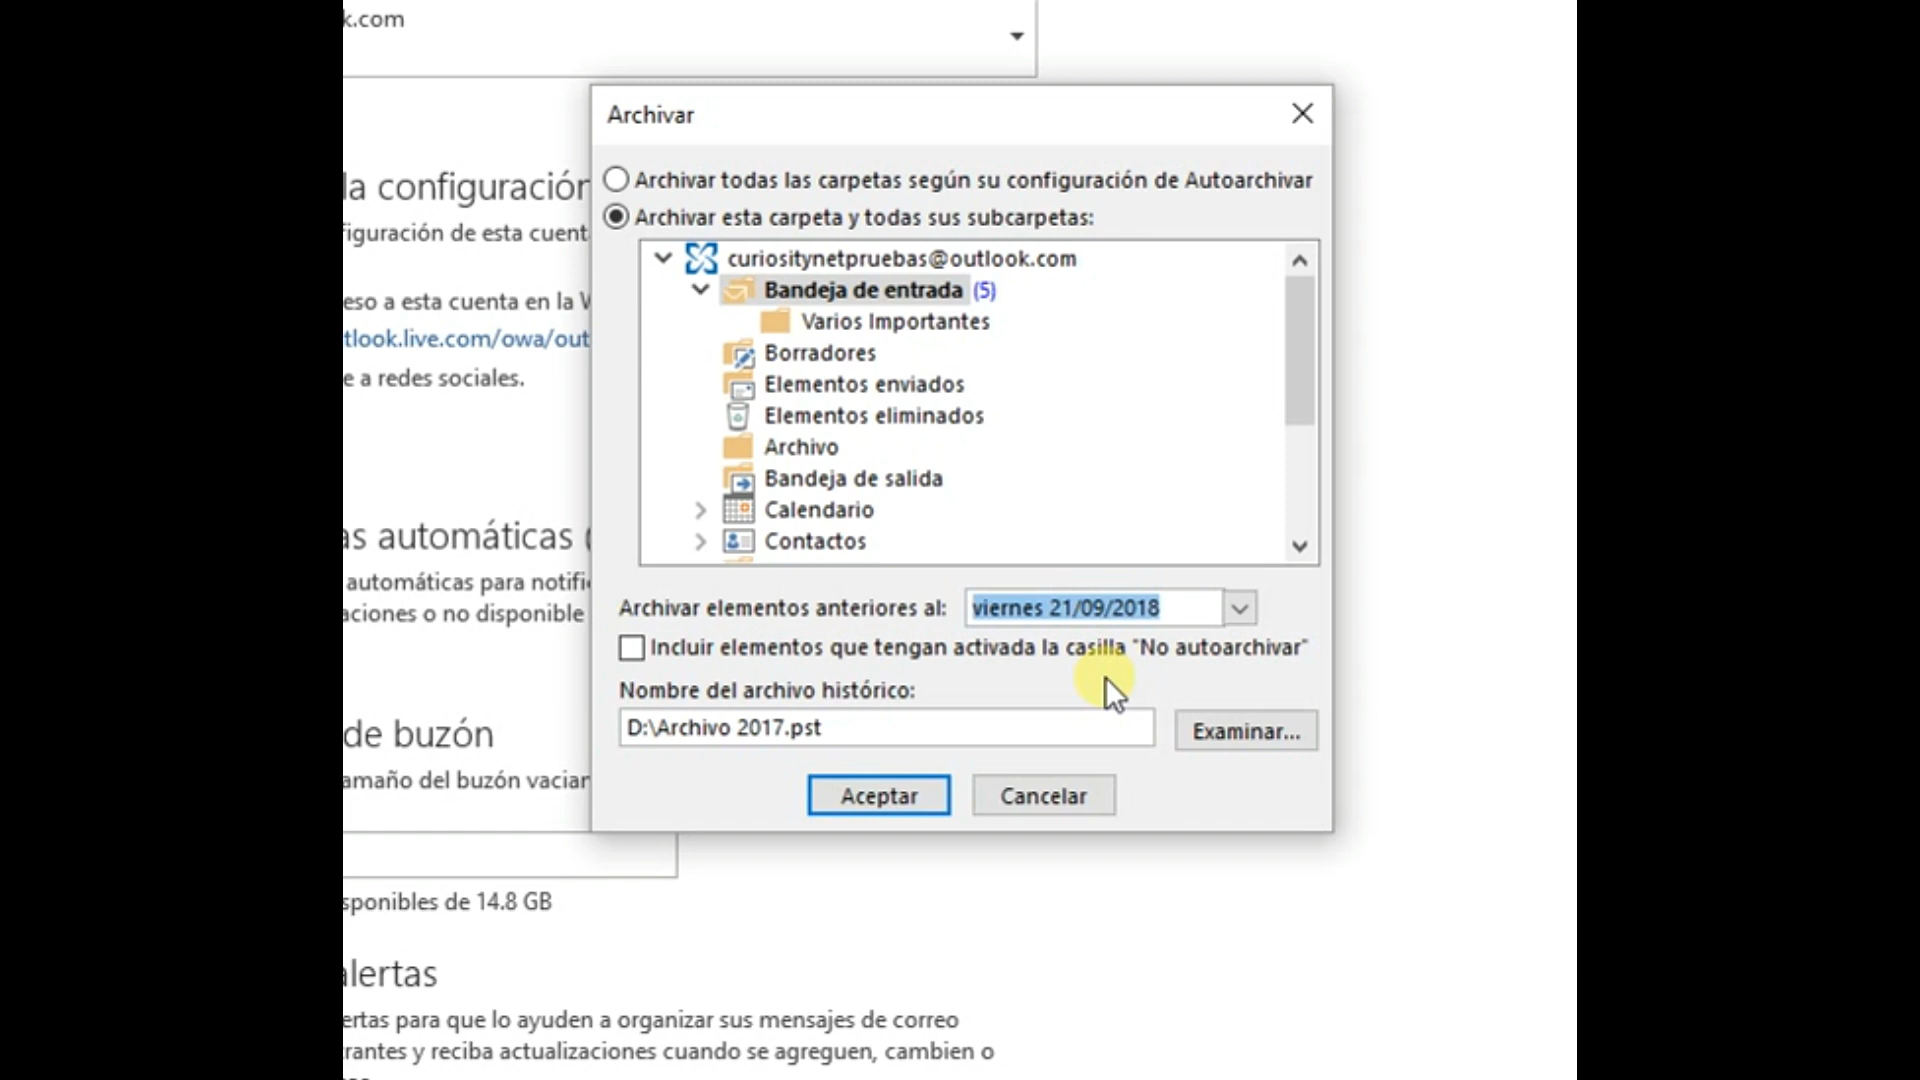 k.com
Archivar
Archivar todas las carpetas según su configuración de Autoarchivar
la configuración
Archivar esta carpeta y todas sus subcarpetas:
figuración de esta cuent
curiositynetpruebas@outlook.com
Bandeja de entrada (5)
eso a esta cuenta en la W
Varios Importantes
tlook.live.com/owa/out
Borradores
e a redes sociales.
Elementos enviados
Elementos eliminados
Archivo
Bandeja de salida
Calendario
as automáticas (
Contactos
automáticas para notifi
Archivar elementos anteriores al: viernes 21/09/2018
aciones o no disponible
Incluir elementos que tengan activada la casilla "No autoarchivar"
Nombre del archivo histórico:
D:\Archivo 2017.pst
Examinar...
de buzón
amaño del buzón vaciar
Aceptar
Cancelar
sponibles de 14.8 GB
alertas
ertas para que lo ayuden a organizar sus mensajes de correo
trantes y reciba actualizaciones cuando se agreguen, cambien o